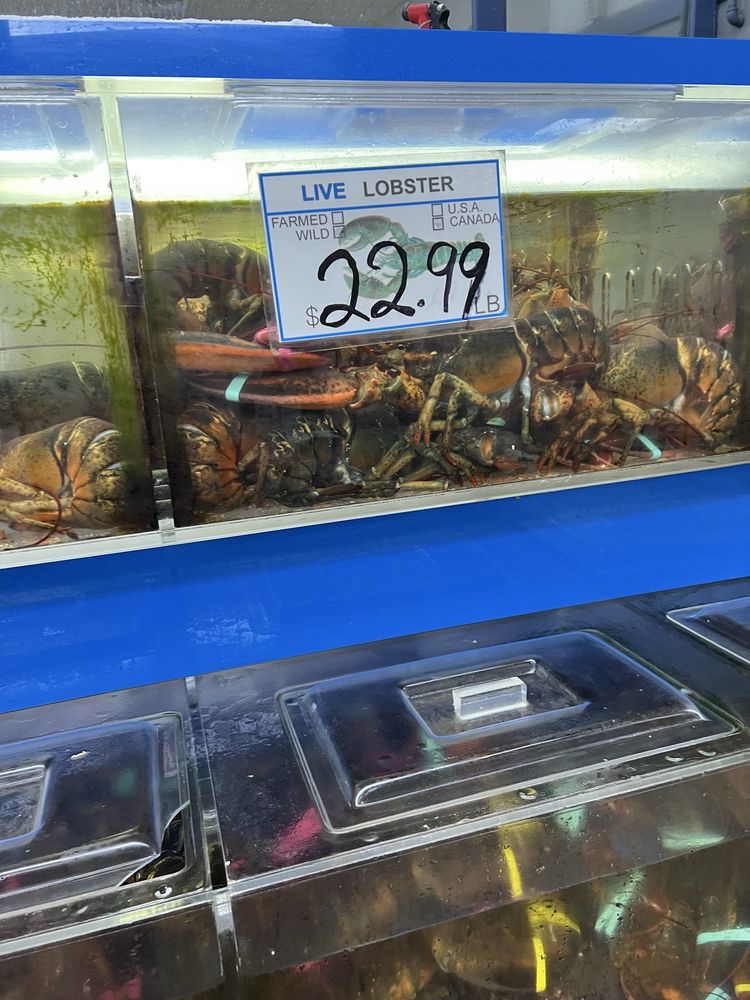 LIVE LOBSTER
FARMED ☐ ☐ U.S.A.
WILD ☑ ☑ CANADA
$22.99 LB